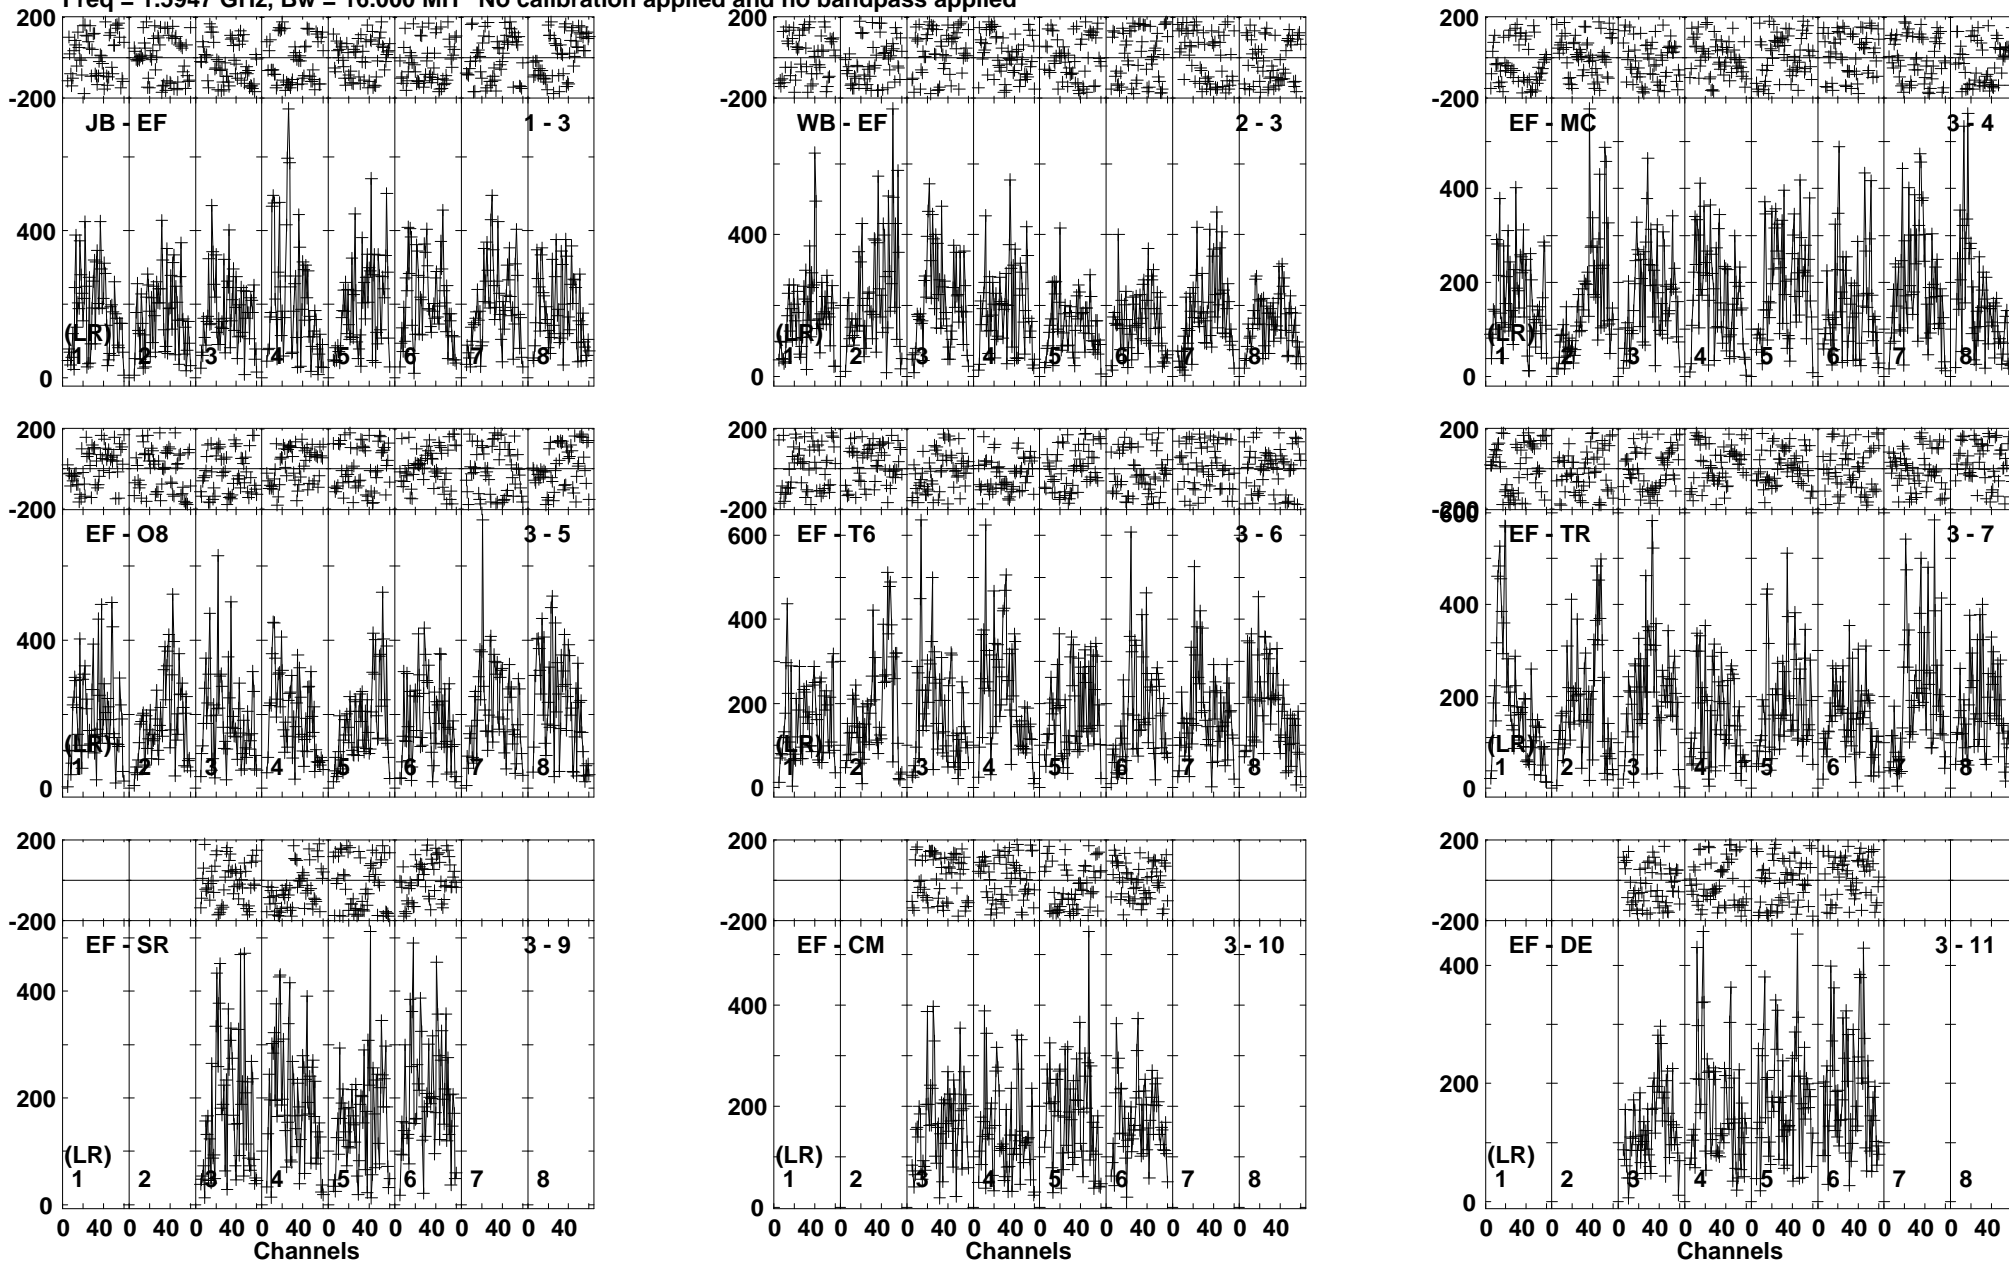 Freq = 1.5947 GHz, Bw = 16.000 MH No calibration applied and no bandpass applied
200 200 200
-200 -200 -200
JB - EF 1 - 3 WB - EF 2 - 3 EF - MC 3 - 4
400 400 400
200
(LR) (LR) (LR)
1 2 3 4 5 6 7 8 1 2 3 4 5 6 7 8 1 2 3 4 5 6 7 8
0 0 0
200 200 200
-200 -200 -200
600 600
EF - O8 3 - 5 EF - T6 3 - 6 EF - TR 3 - 7
400 400 400
200 200
(LR) (LR) (LR)
1 2 3 4 5 6 7 8 1 2 3 4 5 6 7 8 1 2 3 4 5 6 7 8
0 0 0
200 200 200
-200 -200 -200
EF - SR 3 - 9 EF - CM 3 - 10 EF - DE 3 - 11
400 400 400
200 200 200
(LR) (LR) (LR)
1 2 3 4 5 6 7 8 1 2 3 4 5 6 7 8 1 2 3 4 5 6 7 8
0 0 0
0 40 0 40 0 40 0 40 0 40 0 40 0 40 0 40 0 40 0 40 0 40 0 40 0 40 0 40 0 40 0 40 0 40 0 40 0 40 0 40 0 40 0 40 0 40 0 40
Channels Channels Channels